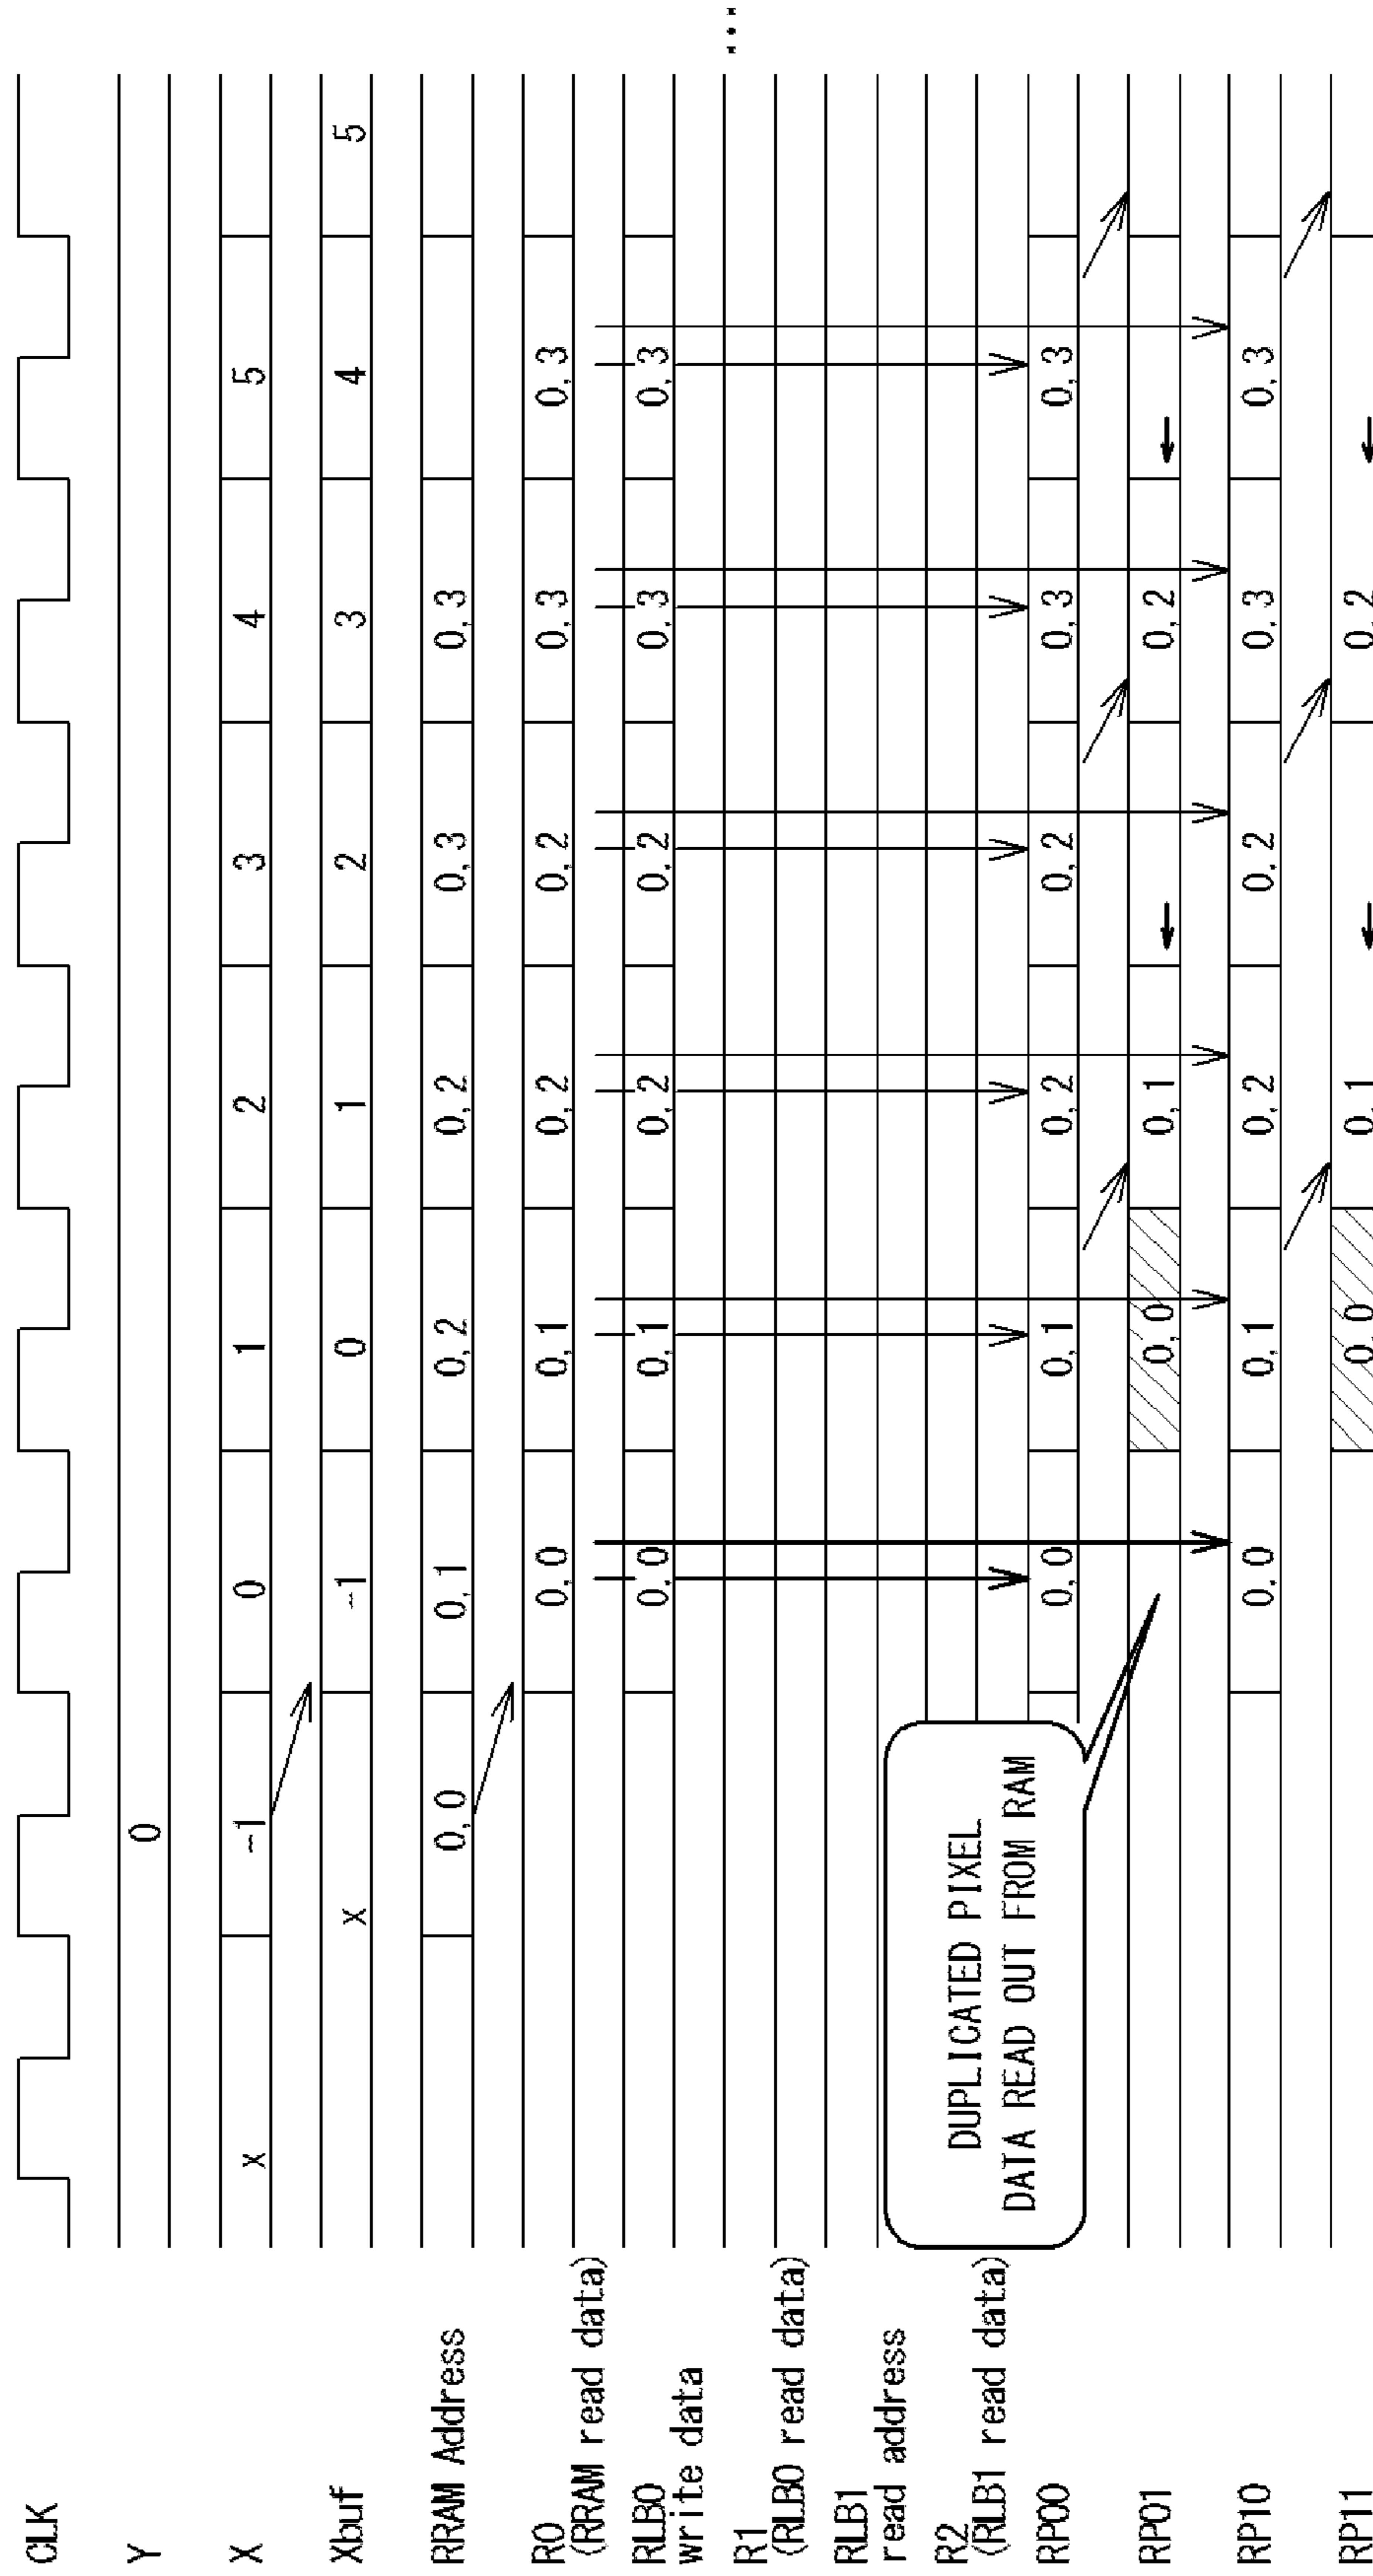 CLK
Y 0
X x -1 0 1 2 3 4 5
Xbuf x -1 0 1 2 3 4 5
RRAM Address 0,0 0,1 0,2 0,2 0,3 0,3
R0 0,0 0,1 0,2 0,2 0,3 0,3
(RRAM read data)
RLB0 0,0 0,1 0,2 0,2 0,3 0,3
write data
R1
(RLB0 read data)
...
RLB1
read address
R2
(RLB1 read data)
DUPLICATED PIXEL
DATA READ OUT FROM RAM
RP00 0,0 0,1 0,2 0,2 0,3 0,3
RP01 0,0 0,1 0,2
RP10 0,0 0,1 0,2 0,2 0,3 0,3
RP11 0,0 0,1 0,2